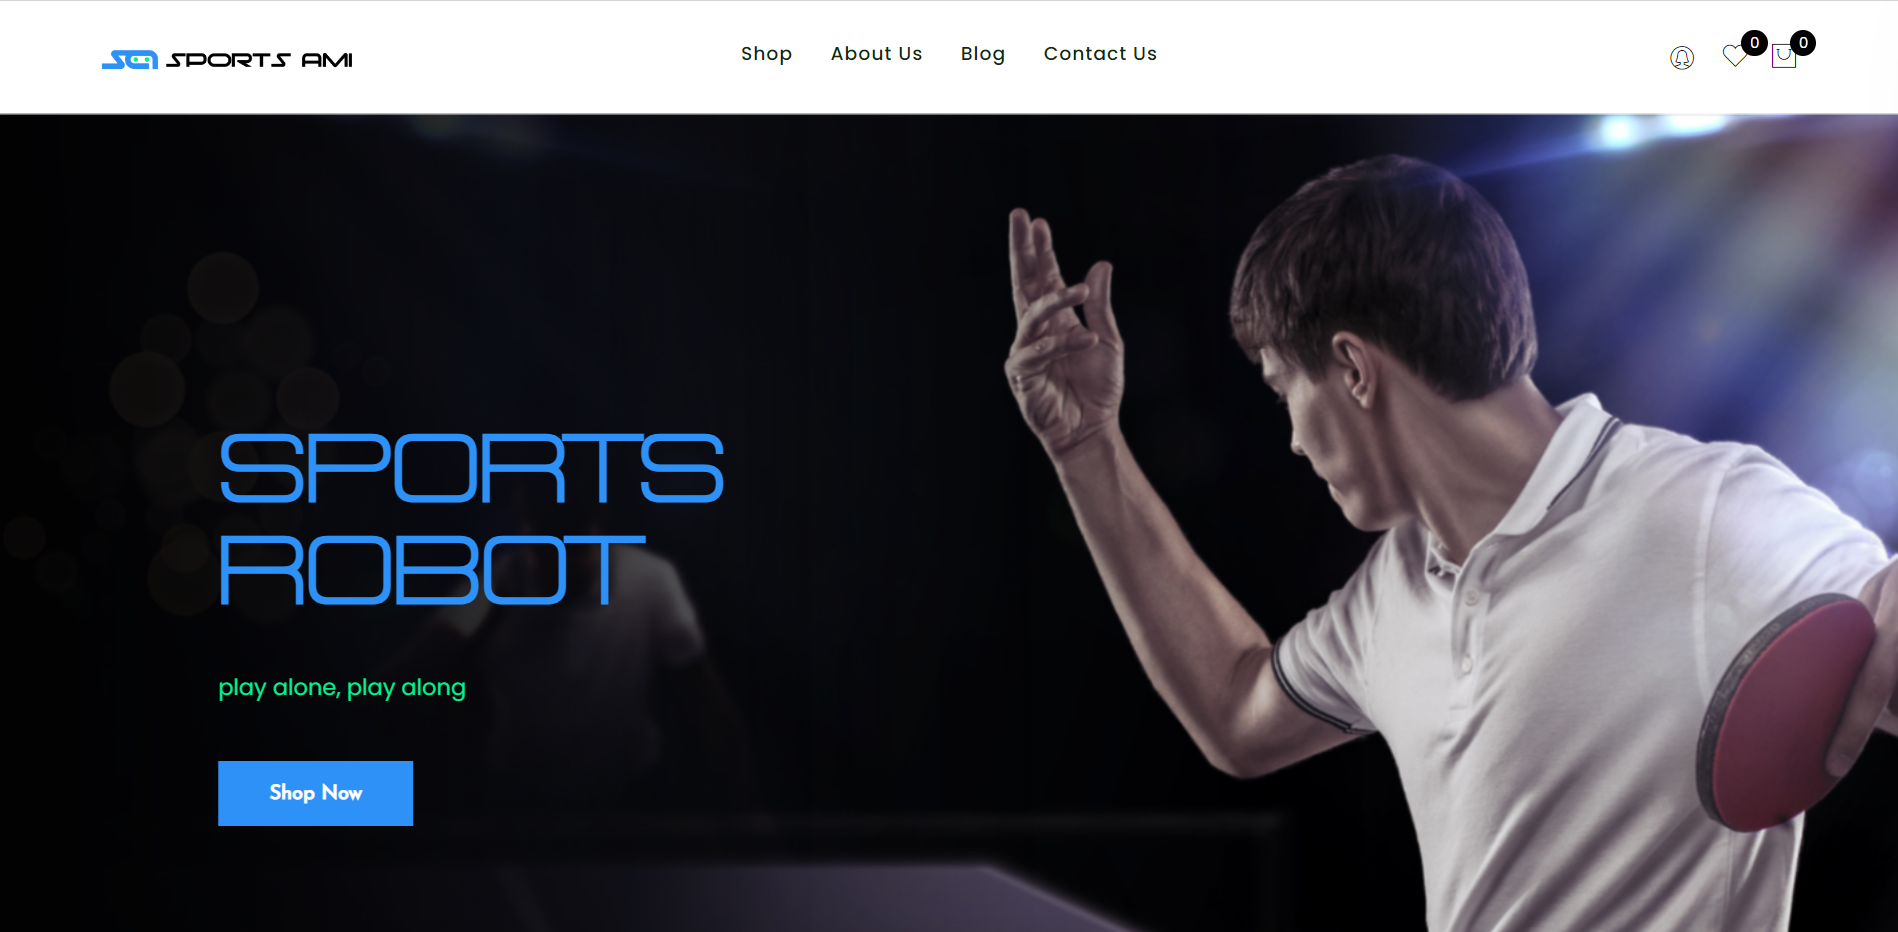 SPORTS AMI
Shop
About Us
Blog
Contact Us
0
0
SPORTS
ROBOT
play alone, play along
Shop Now